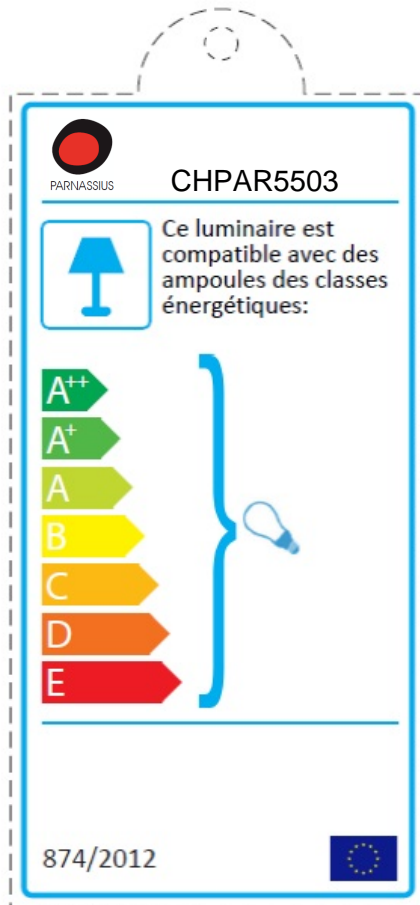 PARNASSIUS
CHPAR5503
Ce luminaire est
compatible avec des
ampoules des classes
énergétiques:
A++
A+
A
B
C
D
E
874/2012